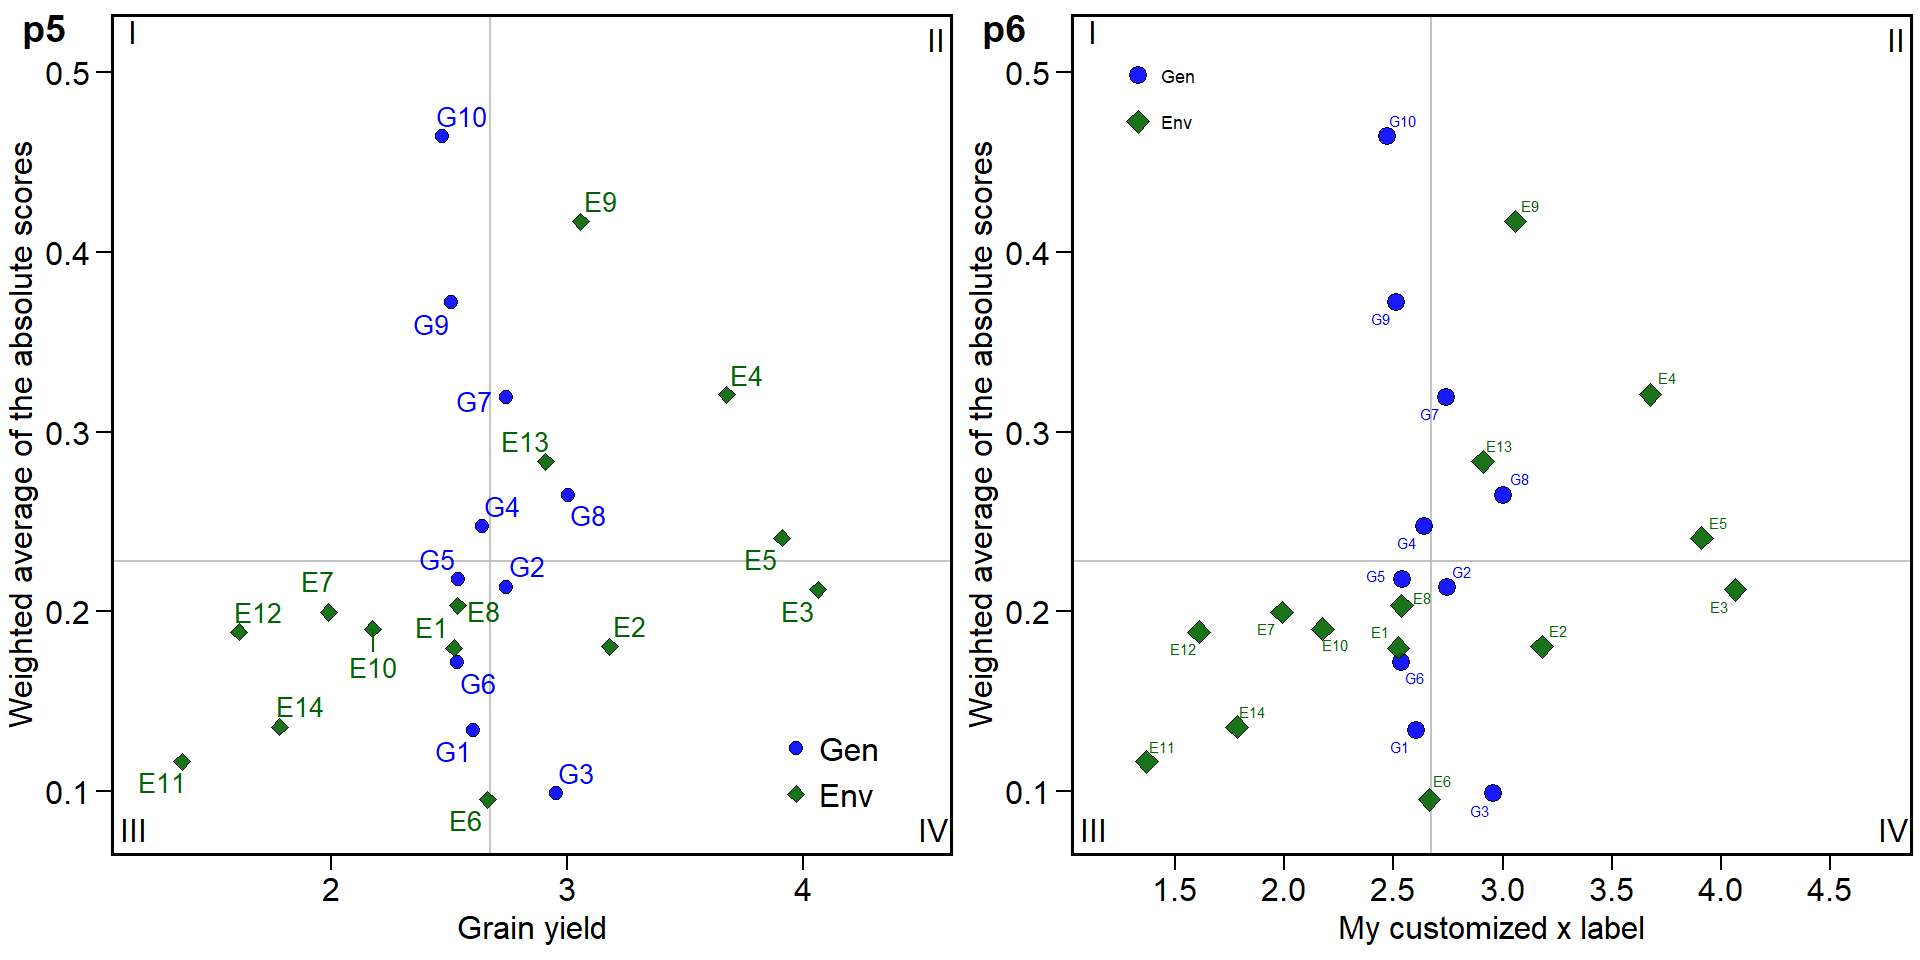 p5
I
II
0.5
0.4
0.3
0.2
0.1
Weighted average of the absolute scores
G10
E9
G9
E4
G7
E13
G4
G8
G5
G2
E5
E7
E12
E8
E3
E1
E2
E10
G6
E14
G1
Gen
G3
E11
Env
E6
III
IV
2
3
4
Grain yield
p6
I
II
Gen
Env
0.5
0.4
0.3
0.2
0.1
Weighted average of the absolute scores
G10
E9
G9
E4
G7
E13
G8
E5
G4
G5
G2
E8
E3
E7
E1
E2
E12
E10
G6
E14
E11
G1
E6
G3
III
IV
1.5
2.0
2.5
3.0
3.5
4.0
4.5
My customized x label